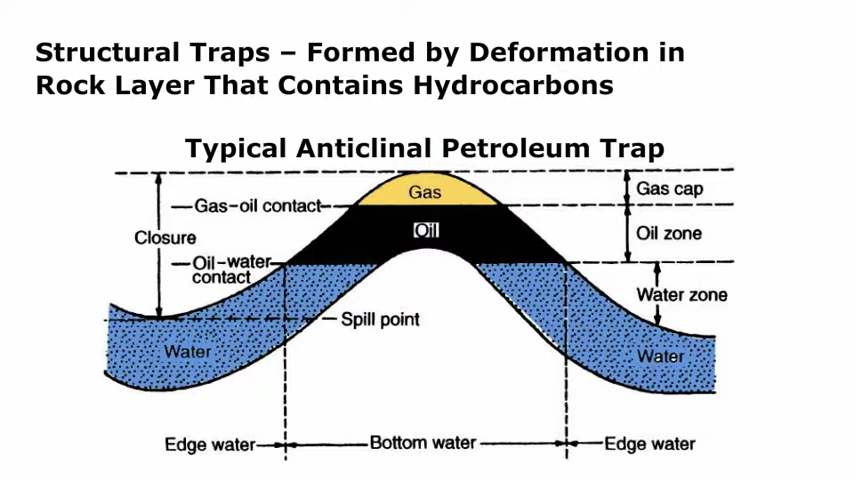 Structural Traps – Formed by Deformation in
Rock Layer That Contains Hydrocarbons
Typical Anticlinal Petroleum Trap
Gas
Gas cap
Gas-oil contact
Oil
Oil zone
Closure
Oil-water
contact
Water zone
Spill point
Water
Water
Edge water
Bottom water
Edge water